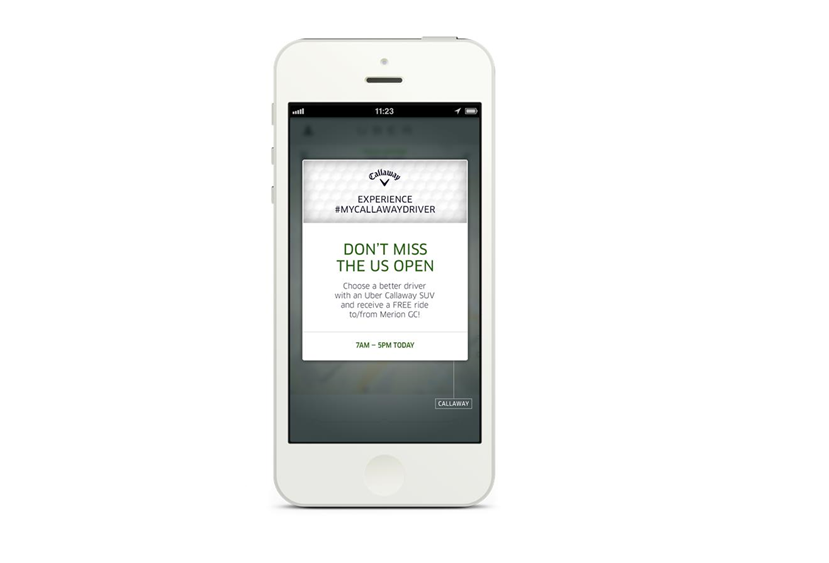 11:23
UBER
Callaway
EXPERIENCE
#MYCALLAWAYDRIVER
DON'T MISS
THE US OPEN
Choose a better driver
with an Uber Callaway SUV
and receive a FREE ride
to/from Merion GC!
7AM – 5PM TODAY
CALLAWAY